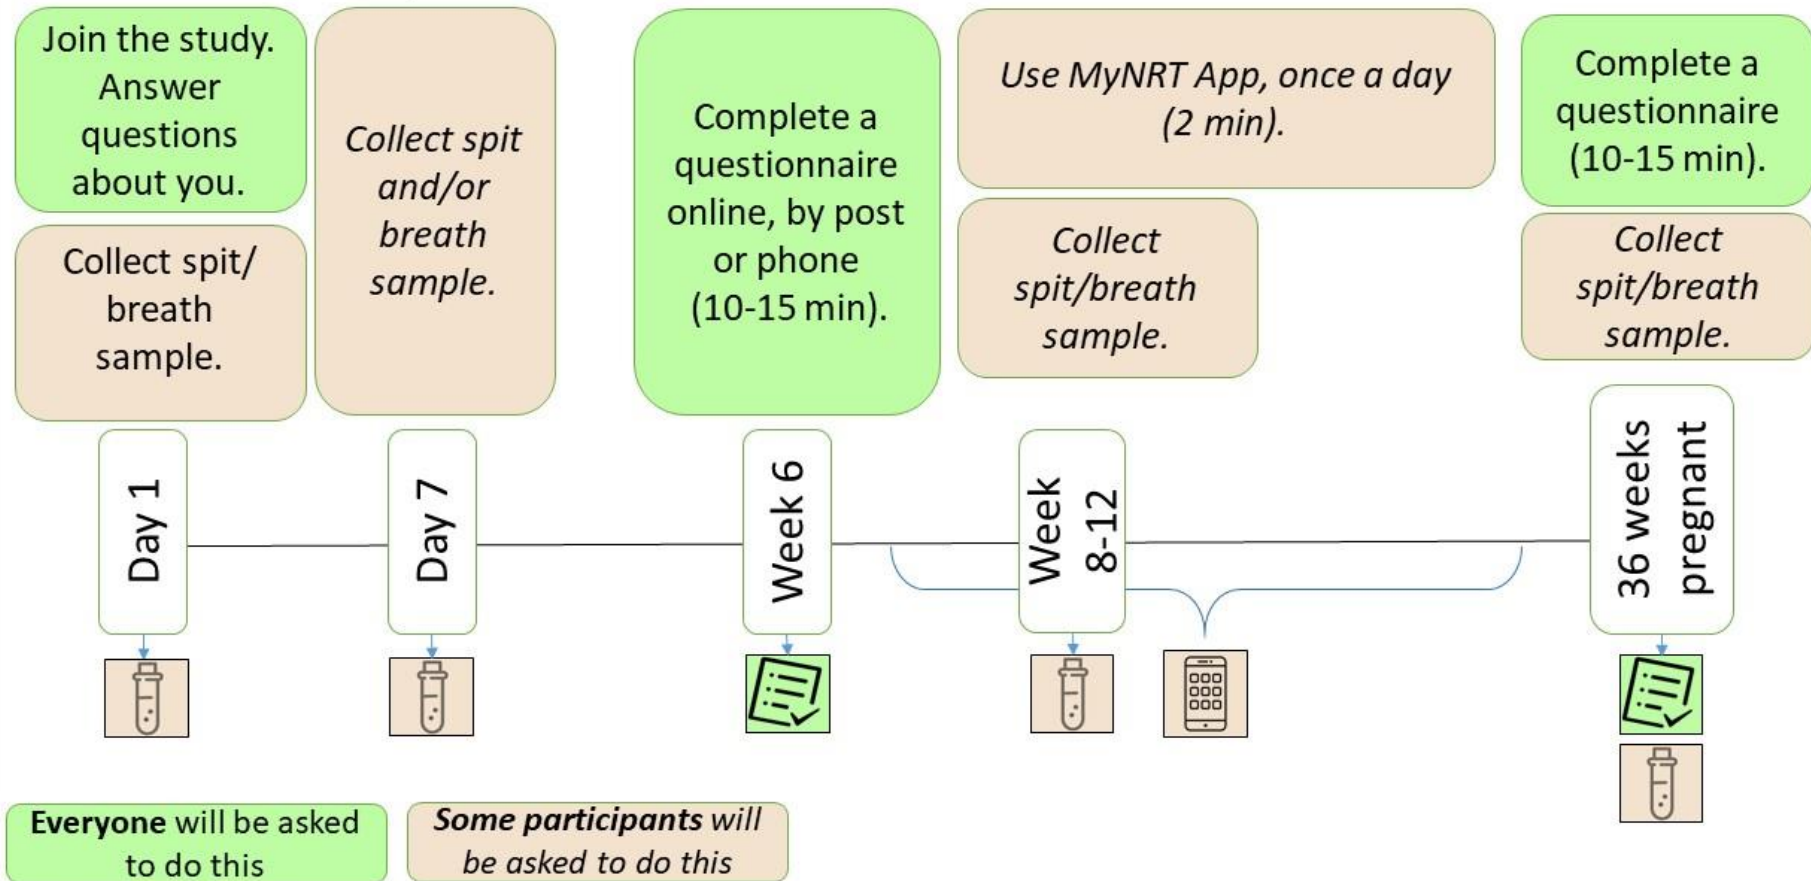 Join the study.
Answer
questions
about you.
Collect spit/
breath
sample.
Collect spit
and/or
breath
sample.
Complete a
questionnaire
online, by post
or phone
(10-15 min).
Use MyNRT App, once a day
(2 min).
Collect
spit/breath
sample.
Complete a
questionnaire
(10-15 min).
Collect
spit/breath
sample.
Day 1
Day 7
Week 6
Week
8-12
36 weeks
pregnant
Everyone will be asked
to do this
Some participants will
be asked to do this